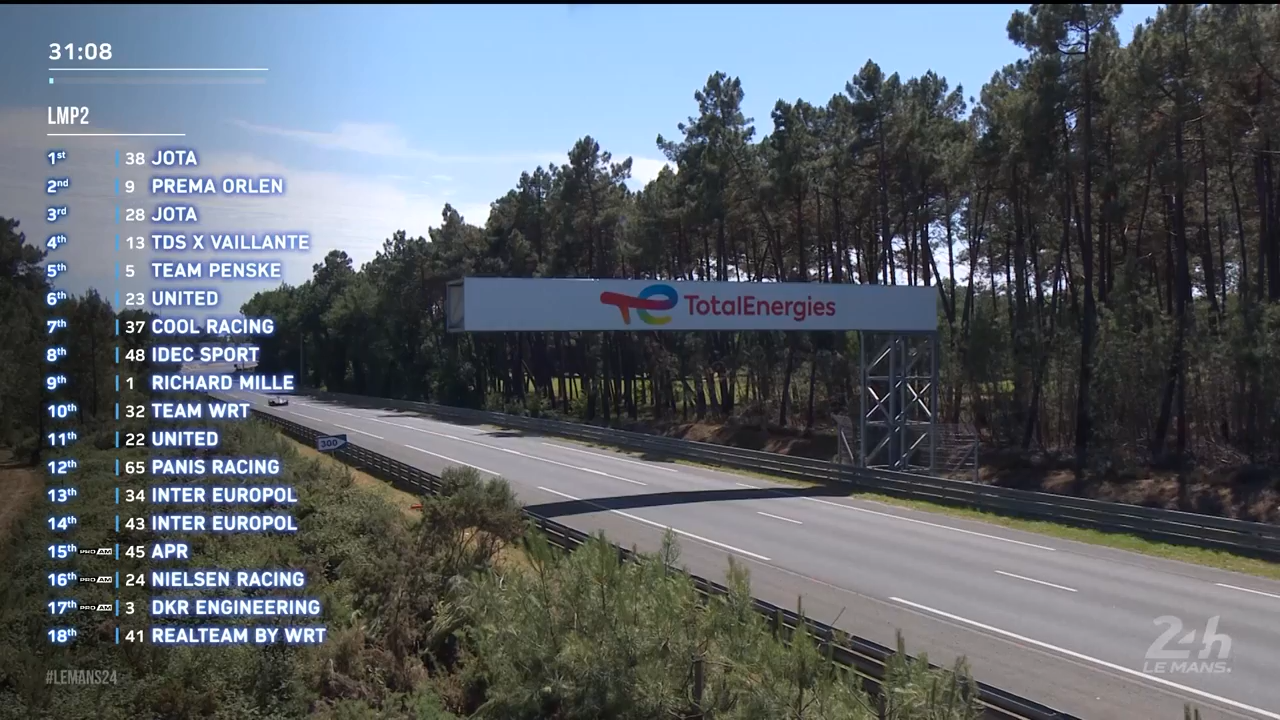 31:08
LMP2
1st 38 JOTA
2nd 9 PREMA ORLEN
3rd 28 JOTA
4th 13 TDS X VAILLANTE
5th 5 TEAM PENSKE
6th 23 UNITED
7th 37 COOL RACING
8th 48 IDEC SPORT
9th 1 RICHARD MILLE
10th 32 TEAM WRT
11th 22 UNITED
12th 65 PANIS RACING
13th 34 INTER EUROPOL
14th 43 INTER EUROPOL
15th PRO AM 45 APR
16th PRO AM 24 NIELSEN RACING
17th PRO AM 3 DKR ENGINEERING
18th 41 REALTEAM BY WRT
#LEMANS24
TotalEnergies
300
24h
LE MANS.